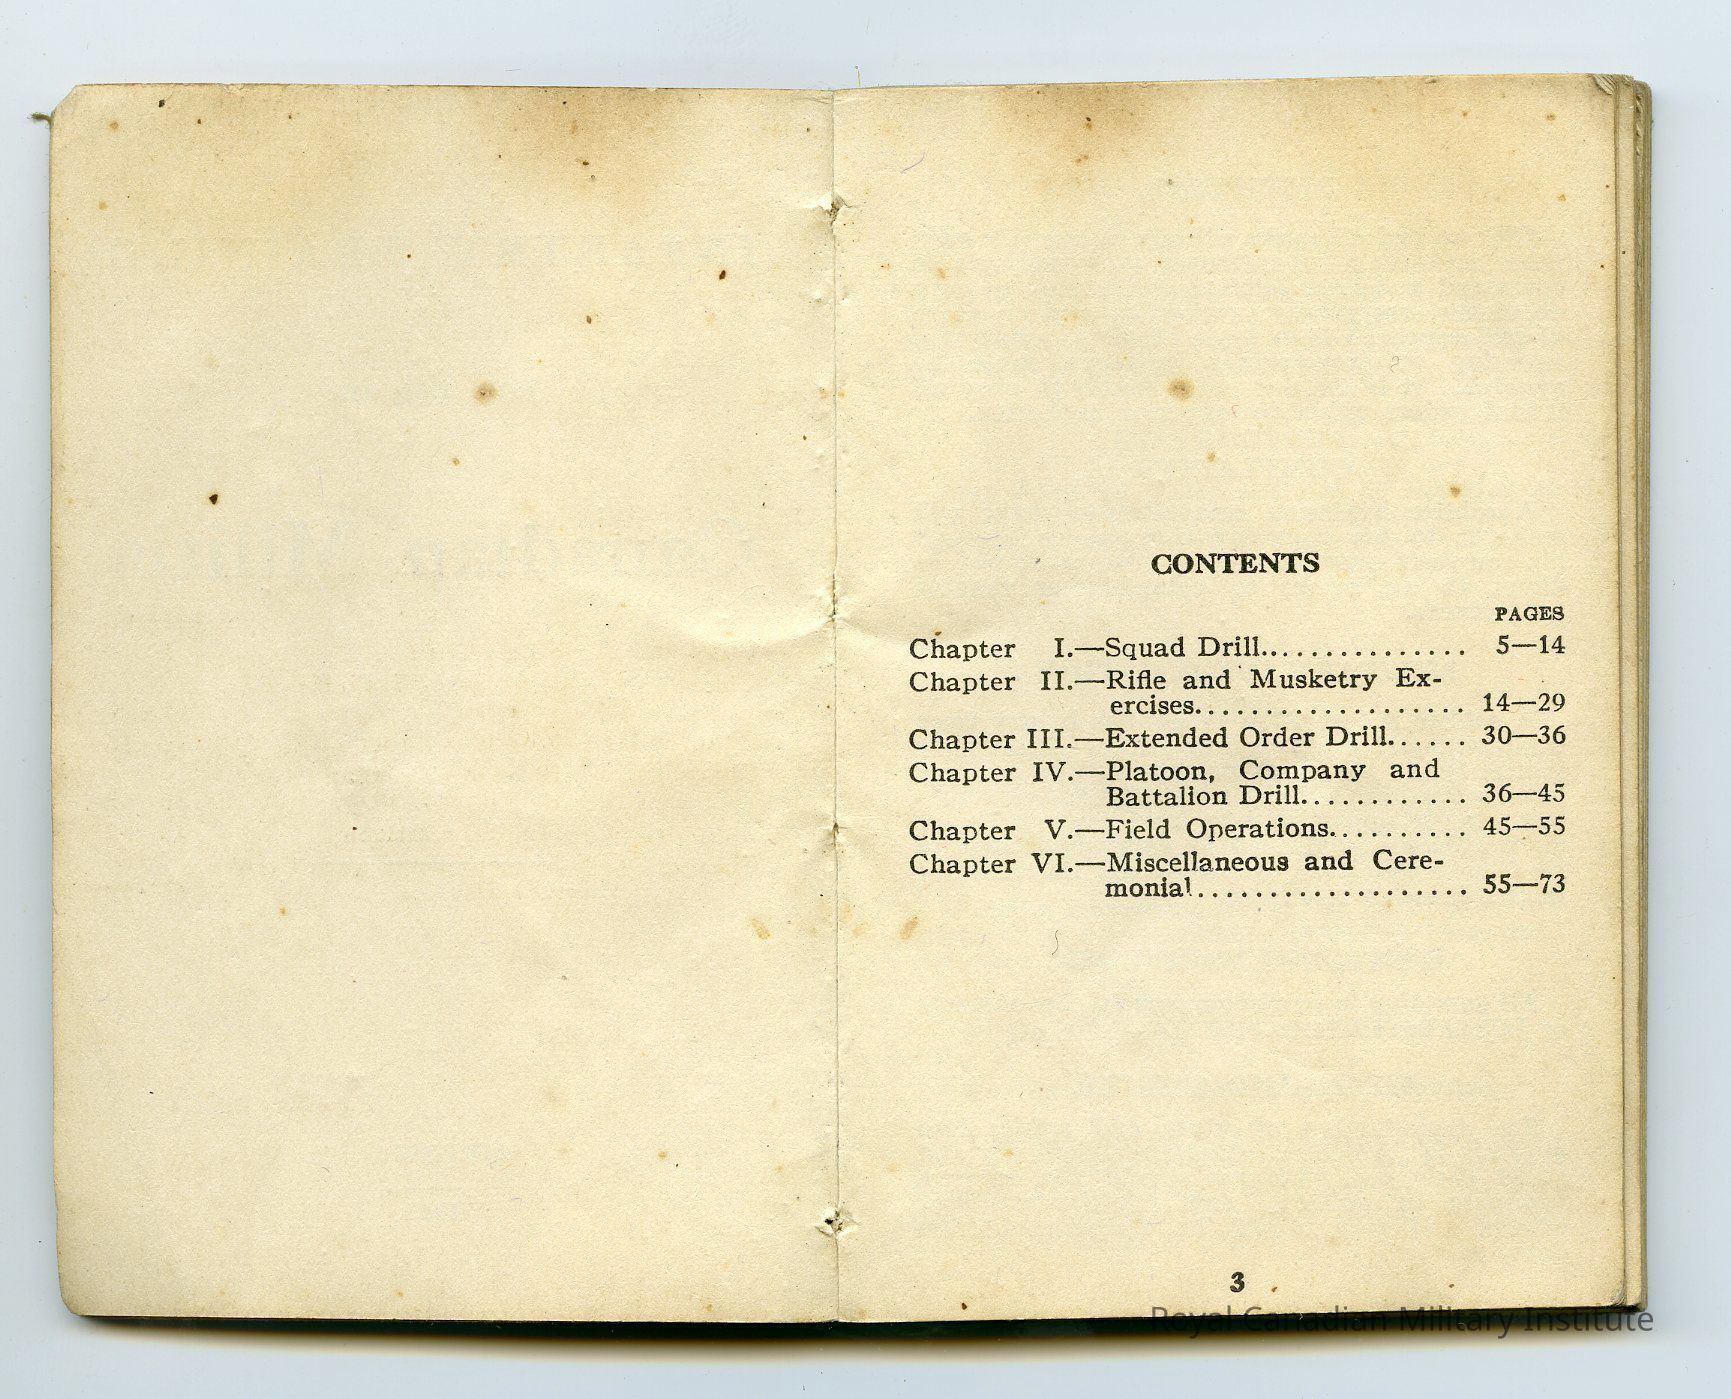 CONTENTS
PAGES
Chapter I.—Squad Drill............... 5—14
Chapter II.—Rifle and Musketry Ex-
ercises................... 14—29
Chapter III.—Extended Order Drill...... 30—36
Chapter IV.—Platoon, Company and
Battalion Drill............ 36—45
Chapter V.—Field Operations.......... 45—55
Chapter VI.—Miscellaneous and Cere-
monial................... 55—73
3
Royal Canadian Military Institute